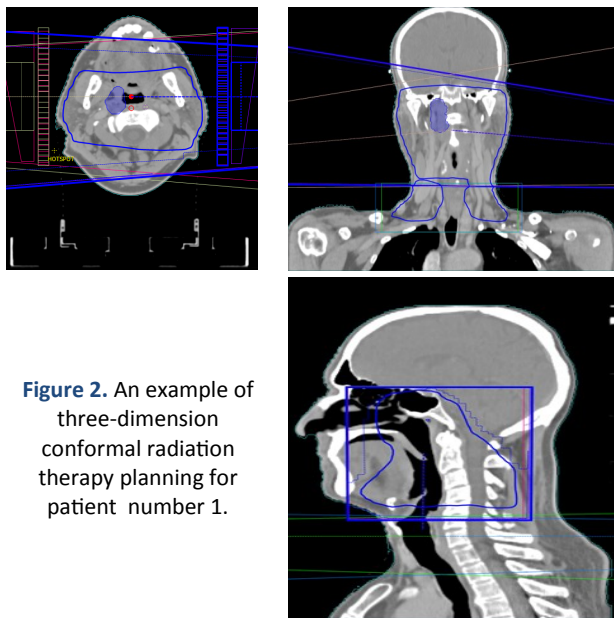 HOTSPOT
Figure 2. An example of
three-dimension
conformal radiation
therapy planning for
patient number 1.